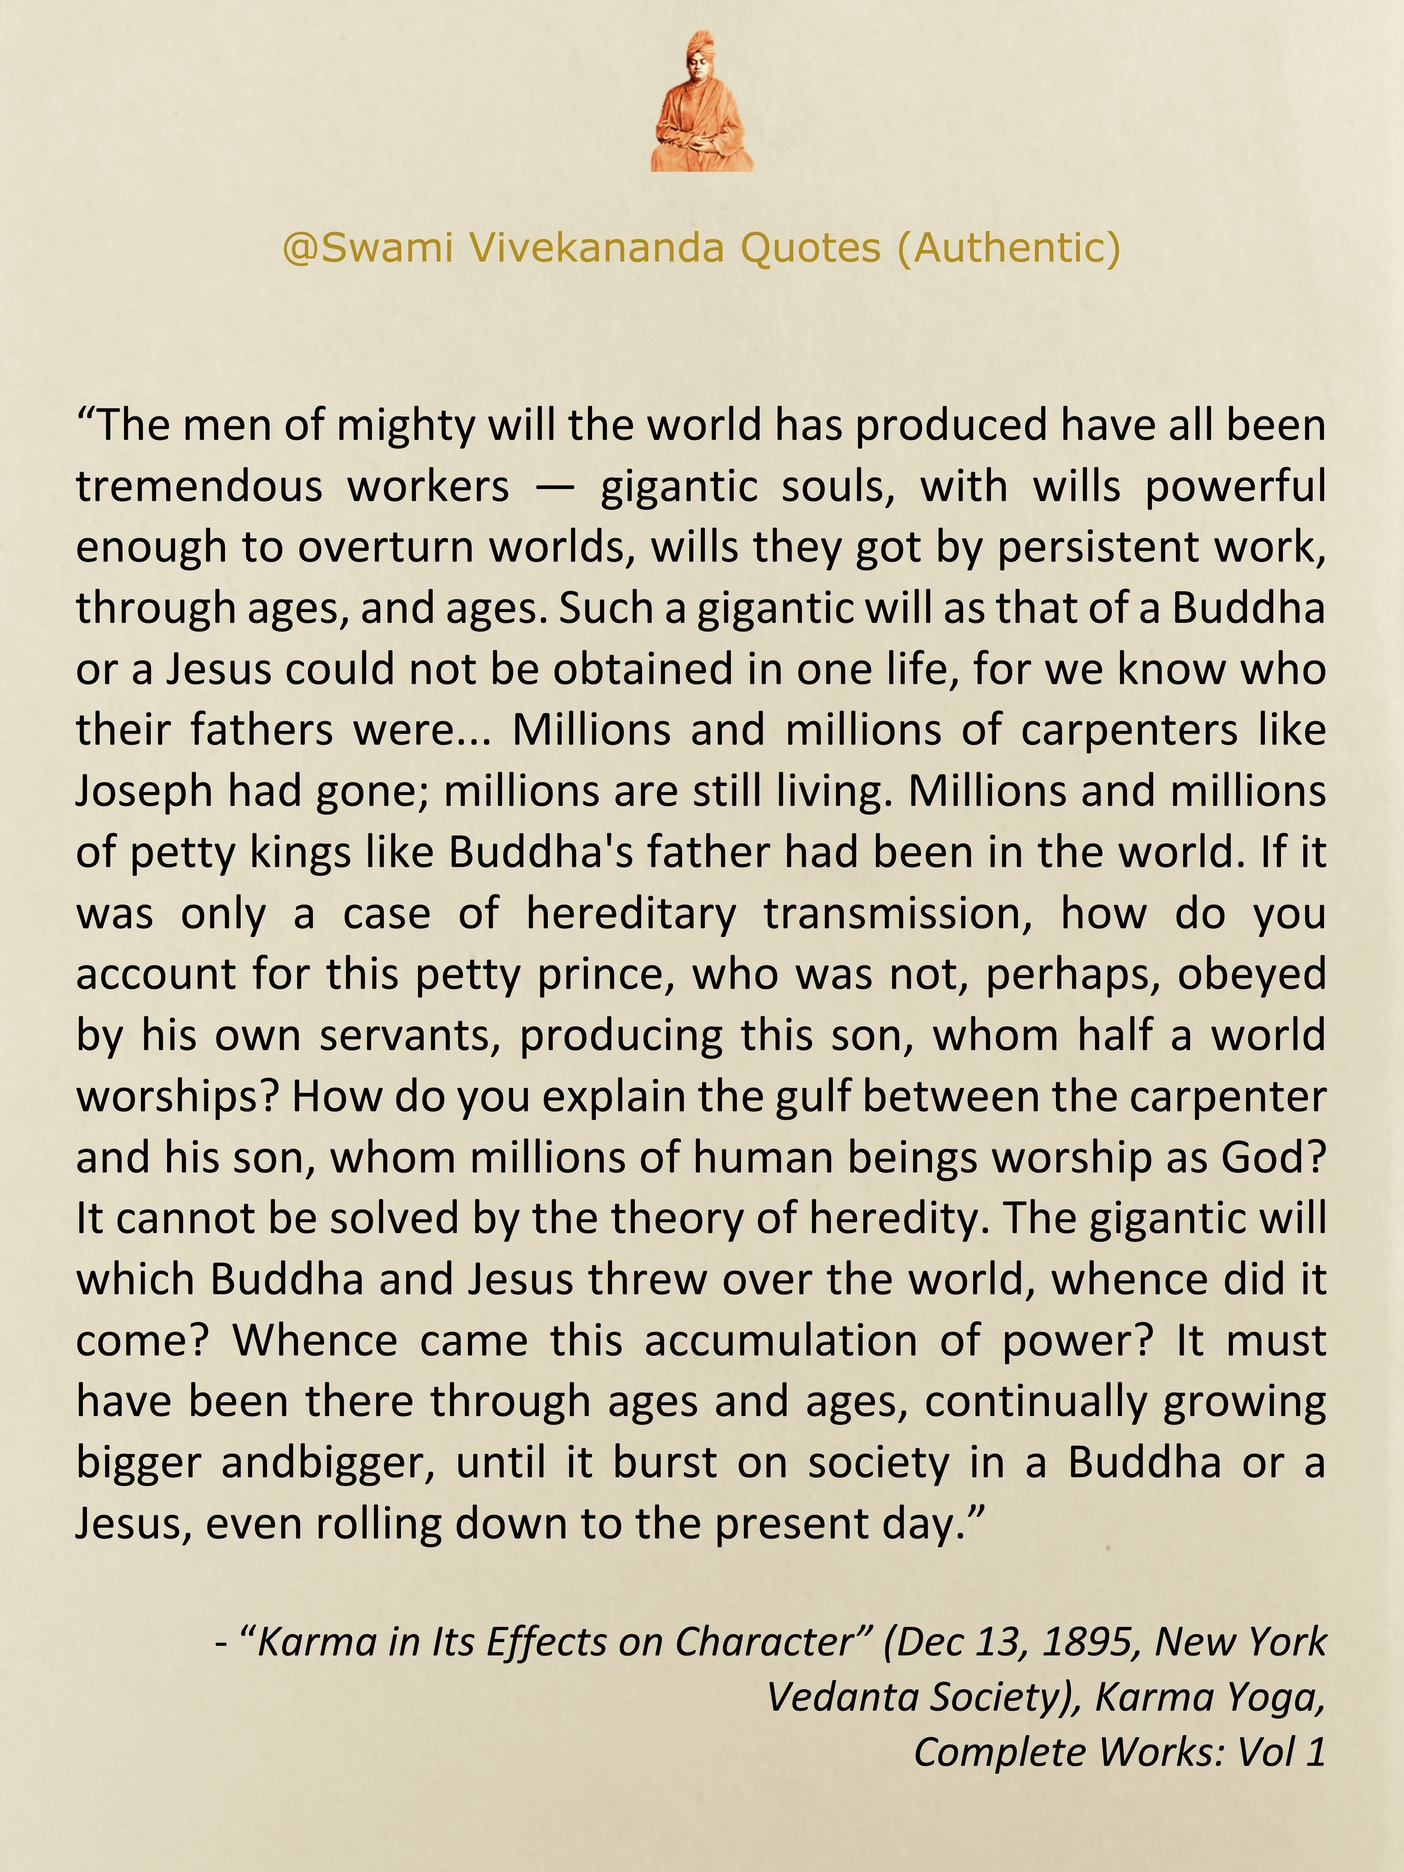 @Swami Vivekananda Quotes (Authentic)
“The men of mighty will the world has produced have all been
tremendous workers — gigantic souls, with wills powerful
enough to overturn worlds, wills they got by persistent work,
through ages, and ages. Such a gigantic will as that of a Buddha
or a Jesus could not be obtained in one life, for we know who
their fathers were... Millions and millions of carpenters like
Joseph had gone; millions are still living. Millions and millions
of petty kings like Buddha's father had been in the world. If it
was only a case of hereditary transmission, how do you
account for this petty prince, who was not, perhaps, obeyed
by his own servants, producing this son, whom half a world
worships? How do you explain the gulf between the carpenter
and his son, whom millions of human beings worship as God?
It cannot be solved by the theory of heredity. The gigantic will
which Buddha and Jesus threw over the world, whence did it
come? Whence came this accumulation of power? It must
have been there through ages and ages, continually growing
bigger andbigger, until it burst on society in a Buddha or a
Jesus, even rolling down to the present day.”
- “Karma in Its Effects on Character” (Dec 13, 1895, New York
Vedanta Society), Karma Yoga,
Complete Works: Vol 1